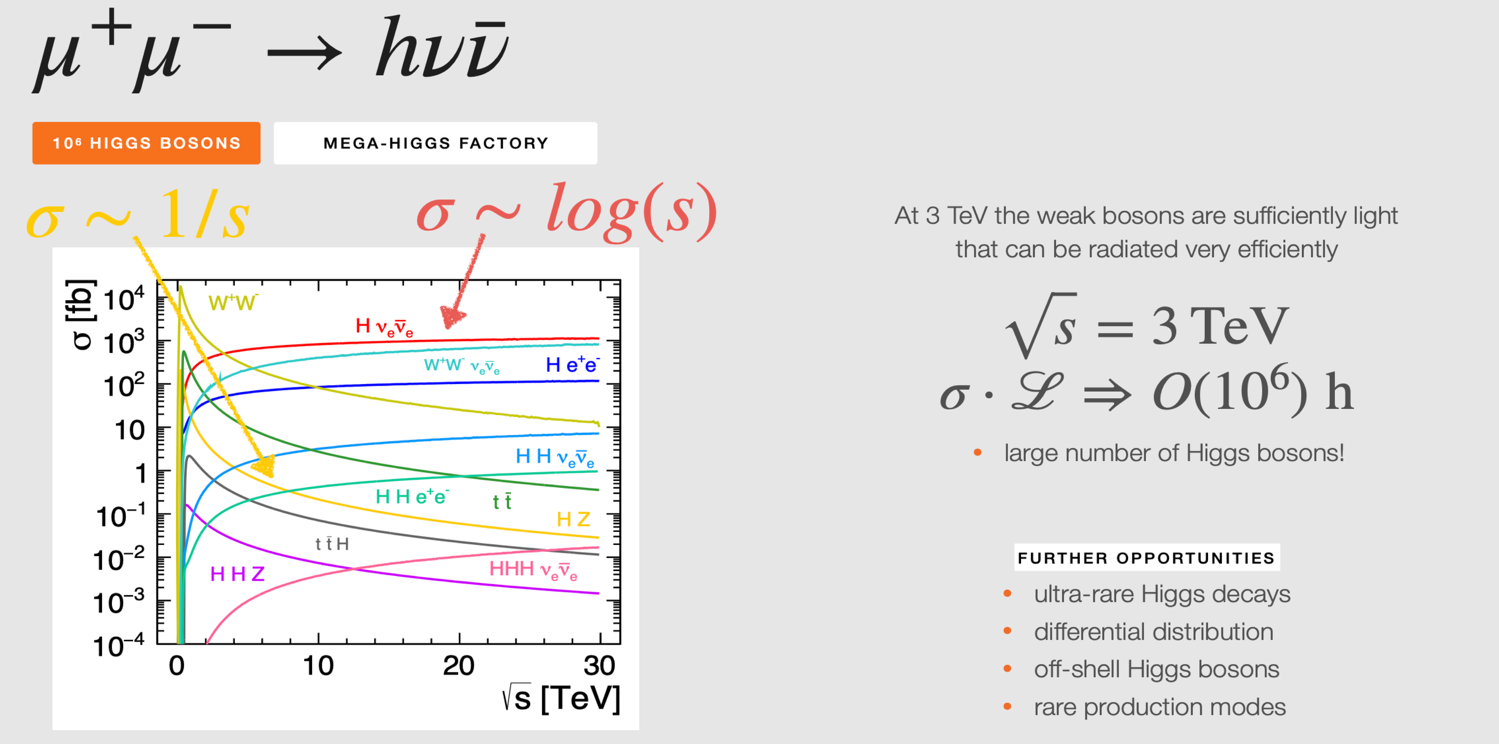 μ⁺μ⁻ → hνν̄
10⁶ HIGGS BOSONS
MEGA-HIGGS FACTORY
σ ~ 1/s
σ ~ log(s)
σ [fb]
10⁴
10³
10²
10
1
10⁻¹
10⁻²
10⁻³
10⁻⁴
W⁺W⁻
H νₑν̄ₑ
W⁺W⁻ νₑν̄ₑ
H e⁺e⁻
H H νₑν̄ₑ
H H e⁺e⁻
t t̄
H Z
t t̄ H
H H Z
HHH νₑν̄ₑ
0 10 20 30
√s [TeV]
At 3 TeV the weak bosons are sufficiently light
that can be radiated very efficiently
√s = 3 TeV
σ · ℒ ⇒ O(10⁶) h
• large number of Higgs bosons!
FURTHER OPPORTUNITIES
• ultra-rare Higgs decays
• differential distribution
• off-shell Higgs bosons
• rare production modes